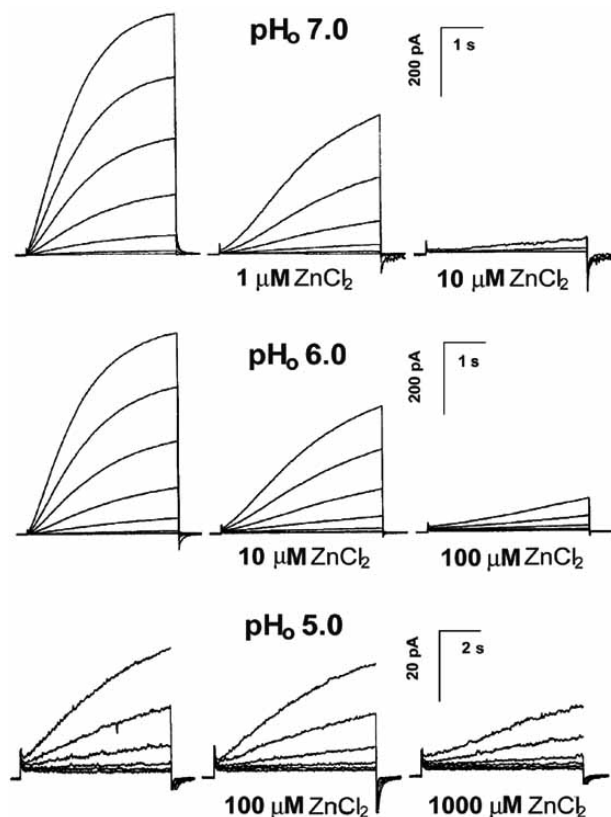 pHₒ 7.0
200 pA
1 s
1 μM ZnCl₂
10 μM ZnCl₂
pHₒ 6.0
200 pA
1 s
10 μM ZnCl₂
100 μM ZnCl₂
pHₒ 5.0
20 pA
2 s
100 μM ZnCl₂
1000 μM ZnCl₂